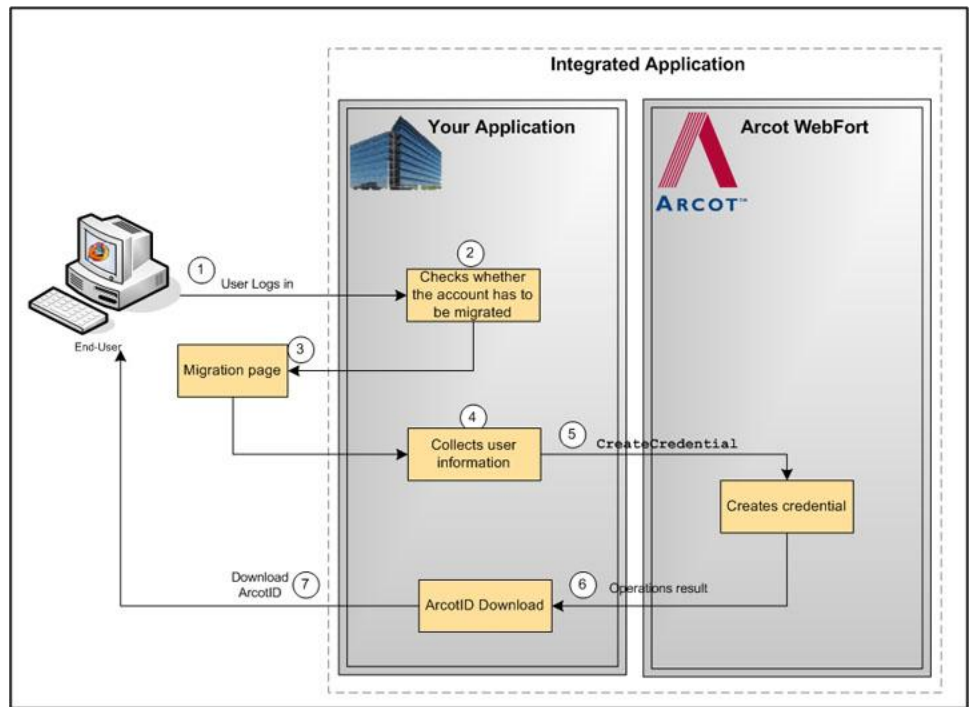 Integrated Application
Your Application
Arcot WebFort
ARCOT™
1
User Logs in
2
Checks whether
the account has to
be migrated
End-User
3
Migration page
4
Collects user
information
5
CreateCredential
Creates credential
6
Operations result
ArcotID Download
7
Download
ArcotID